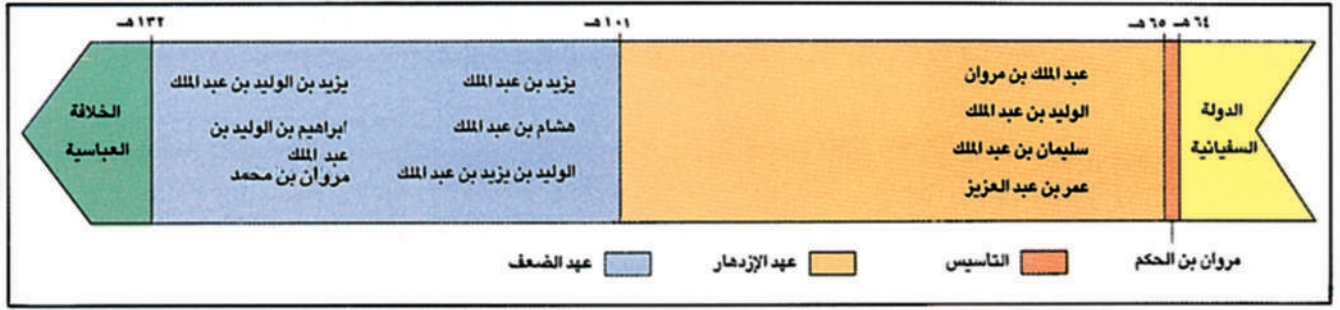 ٦٤هـ
٦٥هـ
١٠١هـ
١٣٢هـ
الدولة
السفيانية
عبد الملك بن مروان
الوليد بن عبد الملك
سليمان بن عبد الملك
عمر بن عبد العزيز
يزيد بن عبد الملك
هشام بن عبد الملك
الوليد بن يزيد بن عبد الملك
يزيد بن الوليد بن عبد الملك
ابراهيم بن الوليد بن
عبد الملك
مروان بن محمد
الخلافة
العباسية
مروان بن الحكم
التأسيس
عهد الإزدهار
عهد الضعف